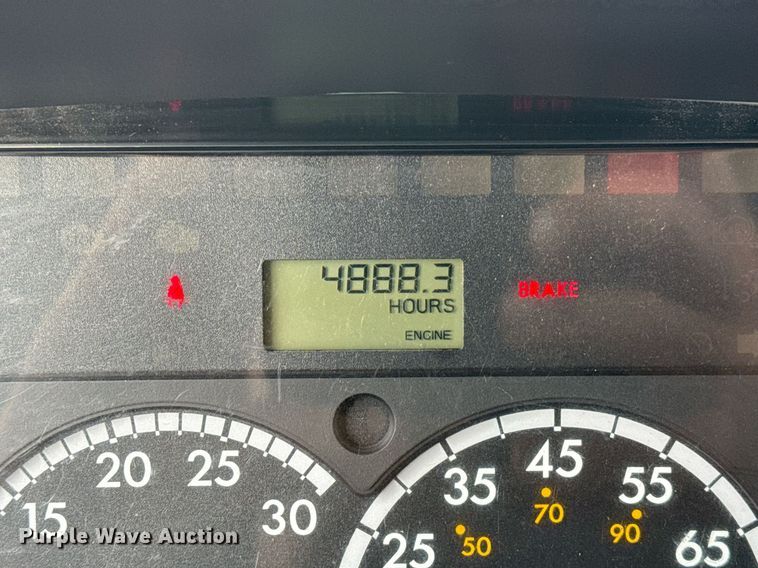 4888.3
HOURS
BRAKE
ENGINE
15 20 25 30
25 35 45 55 65
50 70 90
Purple Wave Auction